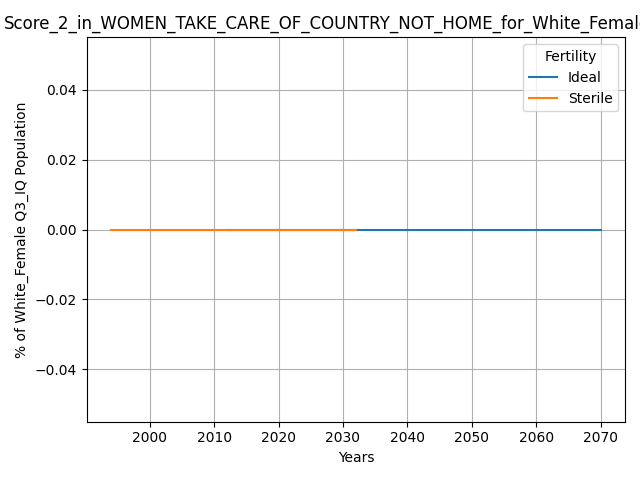 Score_2_in_WOMEN_TAKE_CARE_OF_COUNTRY_NOT_HOME_for_White_Femal
Fertility
Ideal
Sterile
0.04
0.02
0.00
−0.02
−0.04
% of White_Female Q3_IQ Population
2000 2010 2020 2030 2040 2050 2060 2070
Years